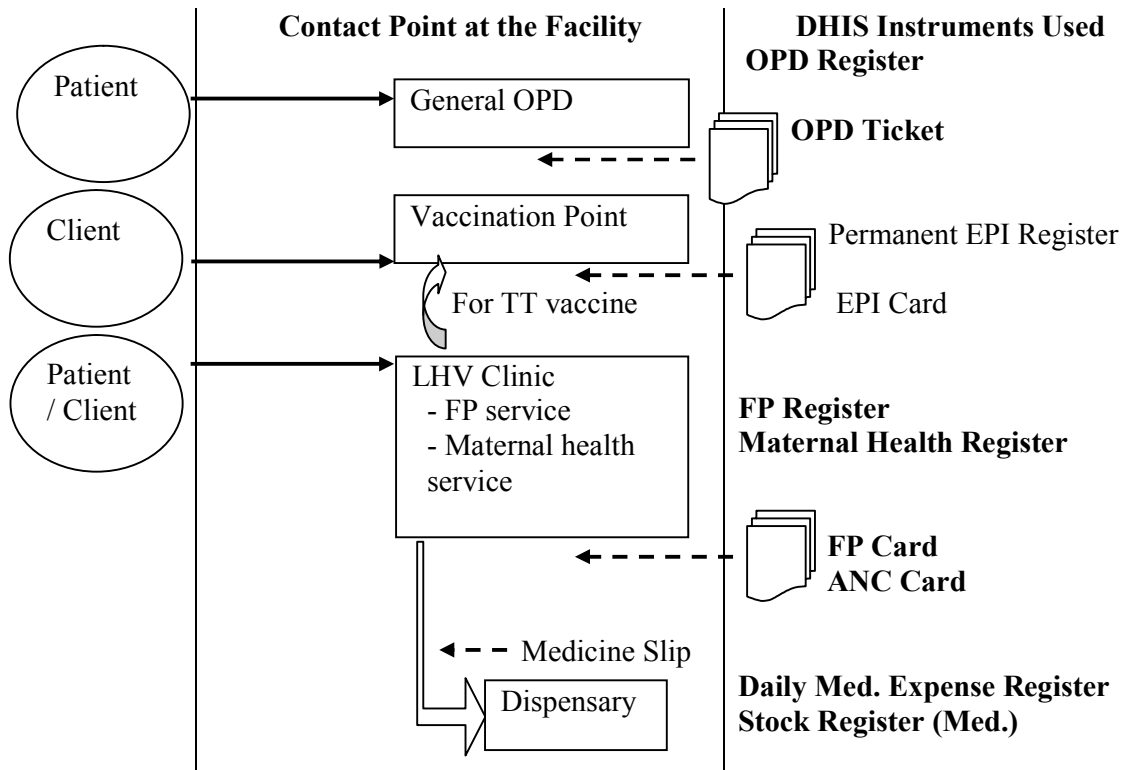 Contact Point at the Facility
DHIS Instruments Used
OPD Register
Patient
General OPD
OPD Ticket
Client
Vaccination Point
Permanent EPI Register
For TT vaccine
EPI Card
Patient
/ Client
LHV Clinic
- FP service
- Maternal health
service
FP Register
Maternal Health Register
FP Card
ANC Card
Medicine Slip
Dispensary
Daily Med. Expense Register
Stock Register (Med.)